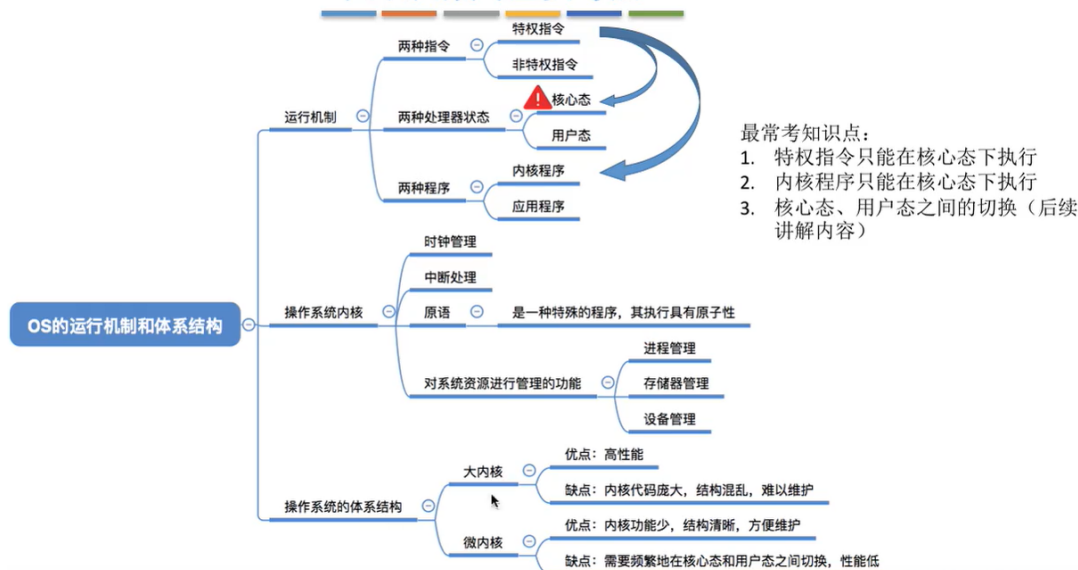 特权指令
两种指令
非特权指令
核心态
运行机制
两种处理器状态
用户态
内核程序
两种程序
应用程序
最常考知识点：
1. 特权指令只能在核心态下执行
2. 内核程序只能在核心态下执行
3. 核心态、用户态之间的切换（后续
讲解内容）
时钟管理
中断处理
OS的运行机制和体系结构
操作系统内核
原语
是一种特殊的程序，其执行具有原子性
进程管理
对系统资源进行管理的功能
存储器管理
设备管理
优点：高性能
大内核
缺点：内核代码庞大，结构混乱，难以维护
操作系统的体系结构
优点：内核功能少，结构清晰，方便维护
微内核
缺点：需要频繁地在核心态和用户态之间切换，性能低